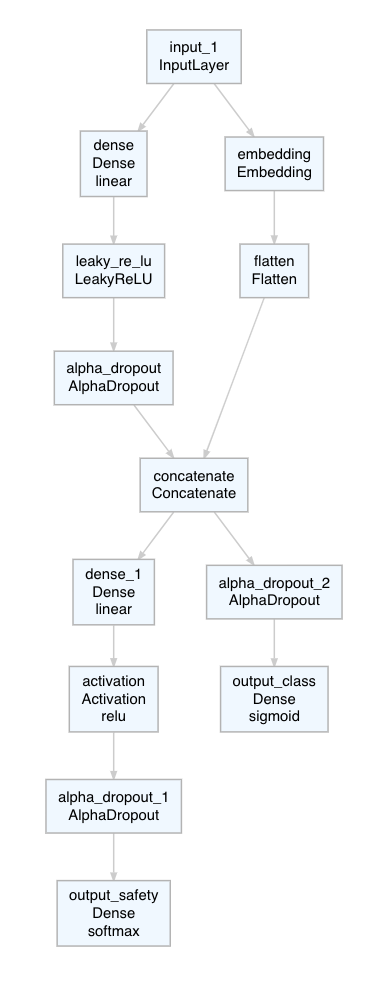 input_1
InputLayer
dense
Dense
linear
embedding
Embedding
leaky_re_lu
LeakyReLU
flatten
Flatten
alpha_dropout
AlphaDropout
concatenate
Concatenate
dense_1
Dense
linear
alpha_dropout_2
AlphaDropout
activation
Activation
relu
output_class
Dense
sigmoid
alpha_dropout_1
AlphaDropout
output_safety
Dense
softmax